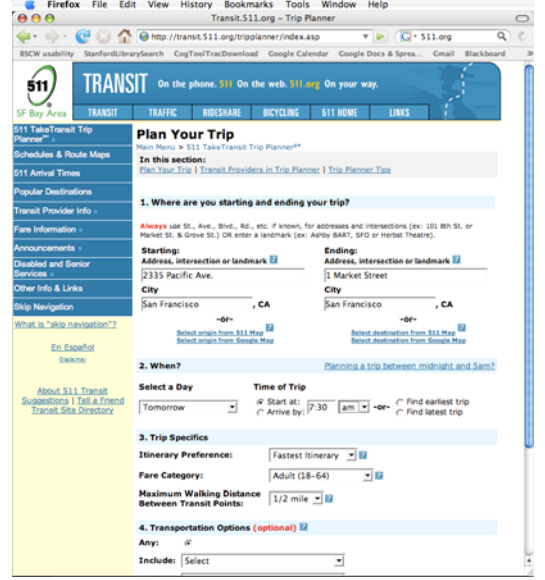 Firefox File Edit View History Bookmarks Tools Window Help
Transit.511.org – Trip Planner
http://transit.511.org/tripplanner/index.asp
511.org
BSCW usability StanfordLibrarySearch CogToolTracDownload Google Calendar Google Docs & Sprea... Gmail Blackboard »
511
SF Bay Area
TRANSIT On the phone. 511 On the web. 511.org On your way.
TRANSIT TRAFFIC RIDESHARE BICYCLING 511 HOME LINKS
511 TakeTransit Trip
Planner℠ »
Schedules & Route Maps
511 Arrival Times
Popular Destinations
Transit Provider Info »
Fare Information »
Announcements »
Disabled and Senior
Services »
Other Info & Links
Skip Navigation
What is "skip navigation"?
En Español
About 511 Transit
Suggestions | Tell a Friend
Transit Site Directory
Plan Your Trip
Main Menu > 511 TakeTransit Trip Planner℠
In this section:
Plan Your Trip | Transit Providers in Trip Planner | Trip Planner Tips
1. Where are you starting and ending your trip?
Always use St., Ave., Blvd., Rd., etc. if known, for addresses and intersections (ex: 101 8th St. or
Market St. & Grove St.) OR enter a landmark (ex: Ashby BART, SFO or Herbst Theatre).
Starting: Ending:
Address, intersection or landmark ? Address, intersection or landmark ?
2335 Pacific Ave. 1 Market Street
City City
San Francisco , CA San Francisco , CA
-or- -or-
Select origin from 511 Map ? Select destination from 511 Map ?
Select origin from Google Map Select destination from Google Map
2. When? Planning a trip between midnight and 5am?
Select a Day Time of Trip
Tomorrow Start at: 7:30 am -or- Find earliest trip
Arrive by: Find latest trip
3. Trip Specifics
Itinerary Preference: Fastest Itinerary ?
Fare Category: Adult (18–64) ?
Maximum Walking Distance
Between Transit Points: 1/2 mile ?
4. Transportation Options (optional) ?
Any:
Include: Select